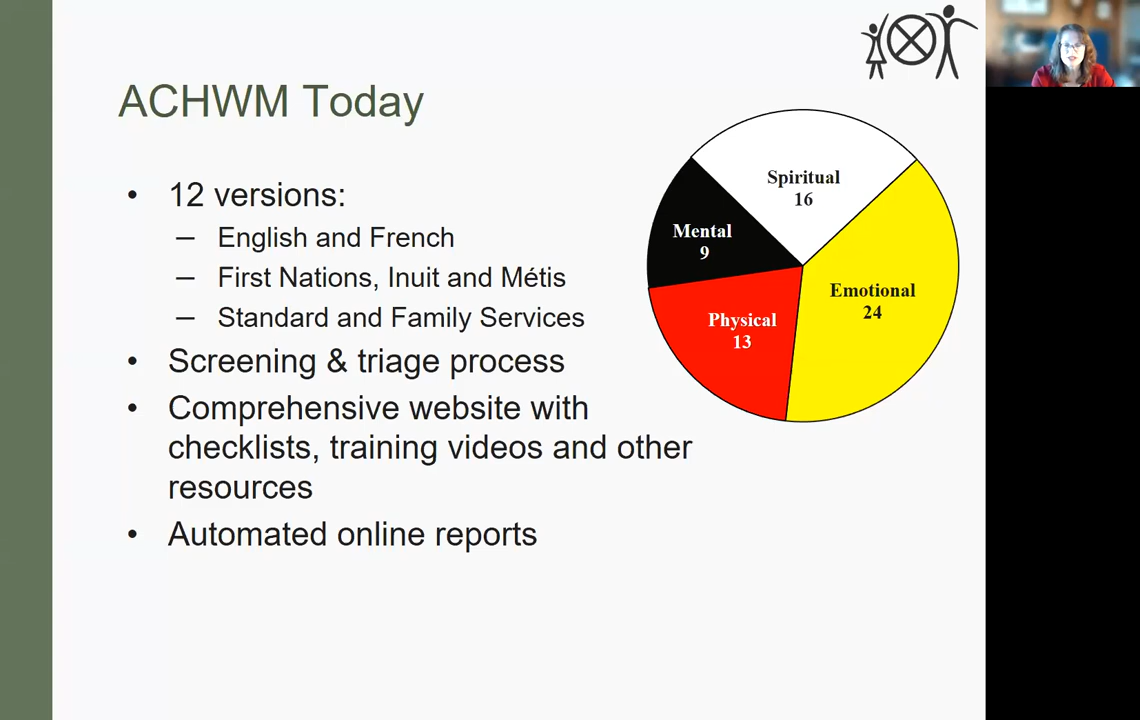 ACHWM Today
• 12 versions:
– English and French
– First Nations, Inuit and Métis
– Standard and Family Services
• Screening & triage process
• Comprehensive website with
checklists, training videos and other
resources
• Automated online reports
Spiritual
16
Mental
9
Emotional
24
Physical
13